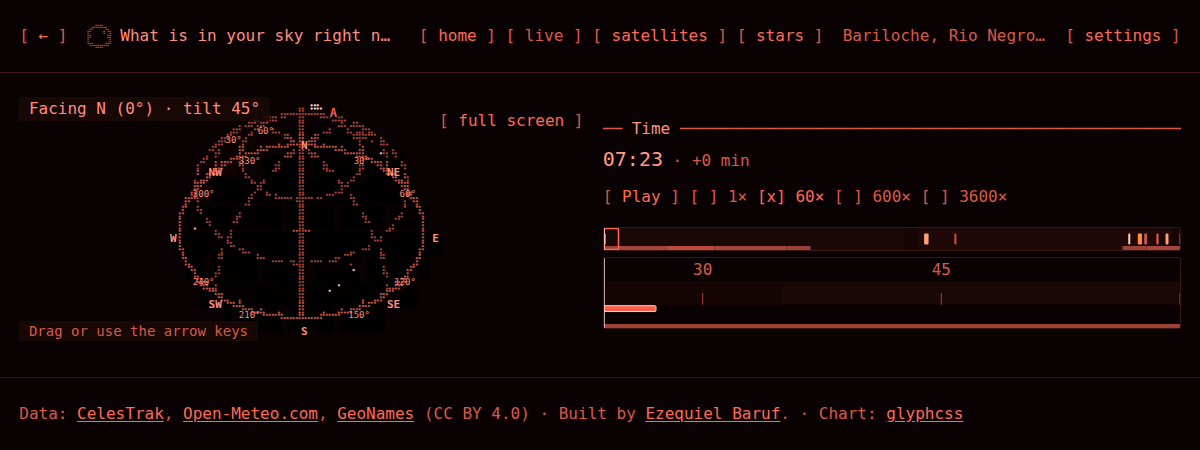 [ ← ] What is in your sky right n… [ home ] [ live ] [ satellites ] [ stars ] Bariloche, Rio Negro… [ settings ]
Facing N (0°) · tilt 45°
A
[ full screen ]
60°
30°
N
330°
30°
NW
NE
300°
60°
W
E
240°
120°
SW
SE
210°
150°
S
Drag or use the arrow keys
Time
07:23 · +0 min
[ Play ] [ ] 1× [x] 60× [ ] 600× [ ] 3600×
30 45
Data: CelesTrak, Open-Meteo.com, GeoNames (CC BY 4.0) · Built by Ezequiel Baruf. · Chart: glyphcss